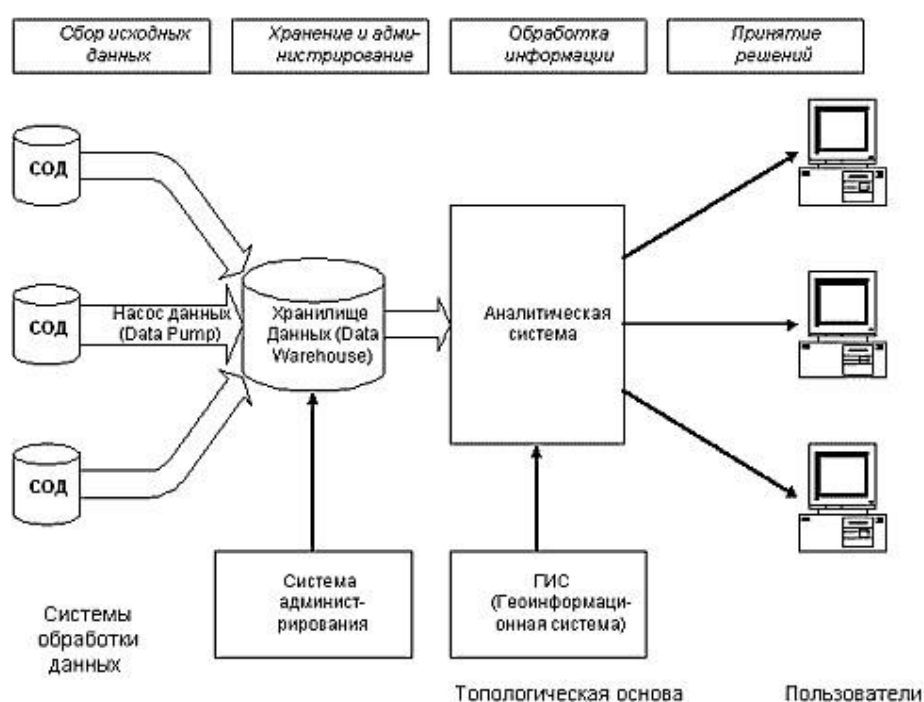 Сбор исходных
данных
Хранение и адми-
нистрирование
Обработка
информации
Принятие
решений
СОД
СОД
Насос данных
(Data Pump)
СОД
Хранилище
Данных (Data
Warehouse)
Аналитическая
система
Система
админист-
рирования
ГИС
(Геоинформаци-
онная система)
Системы
обработки
данных
Топологическая основа
Пользователи